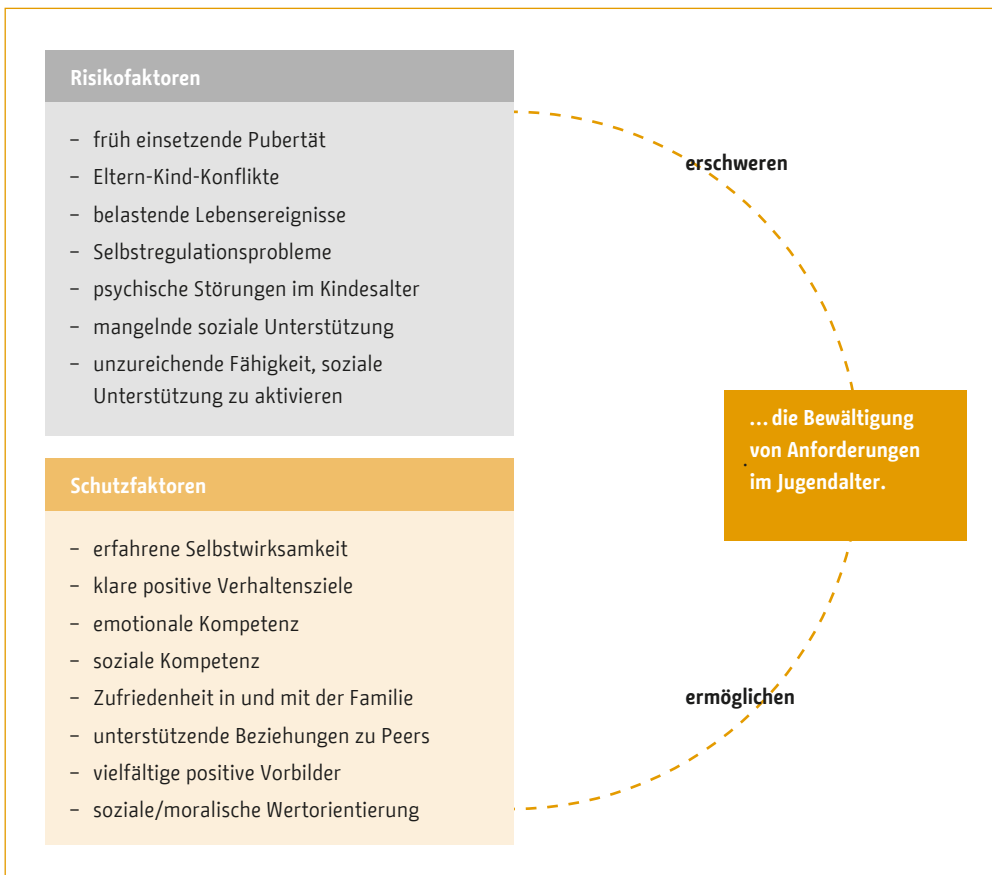 Risikofaktoren
– früh einsetzende Pubertät
– Eltern-Kind-Konflikte
– belastende Lebensereignisse
– Selbstregulationsprobleme
– psychische Störungen im Kindesalter
– mangelnde soziale Unterstützung
– unzureichende Fähigkeit, soziale
Unterstützung zu aktivieren
erschweren
... die Bewältigung
von Anforderungen
im Jugendalter.
Schutzfaktoren
– erfahrene Selbstwirksamkeit
– klare positive Verhaltensziele
– emotionale Kompetenz
– soziale Kompetenz
– Zufriedenheit in und mit der Familie
– unterstützende Beziehungen zu Peers
– vielfältige positive Vorbilder
– soziale/moralische Wertorientierung
ermöglichen